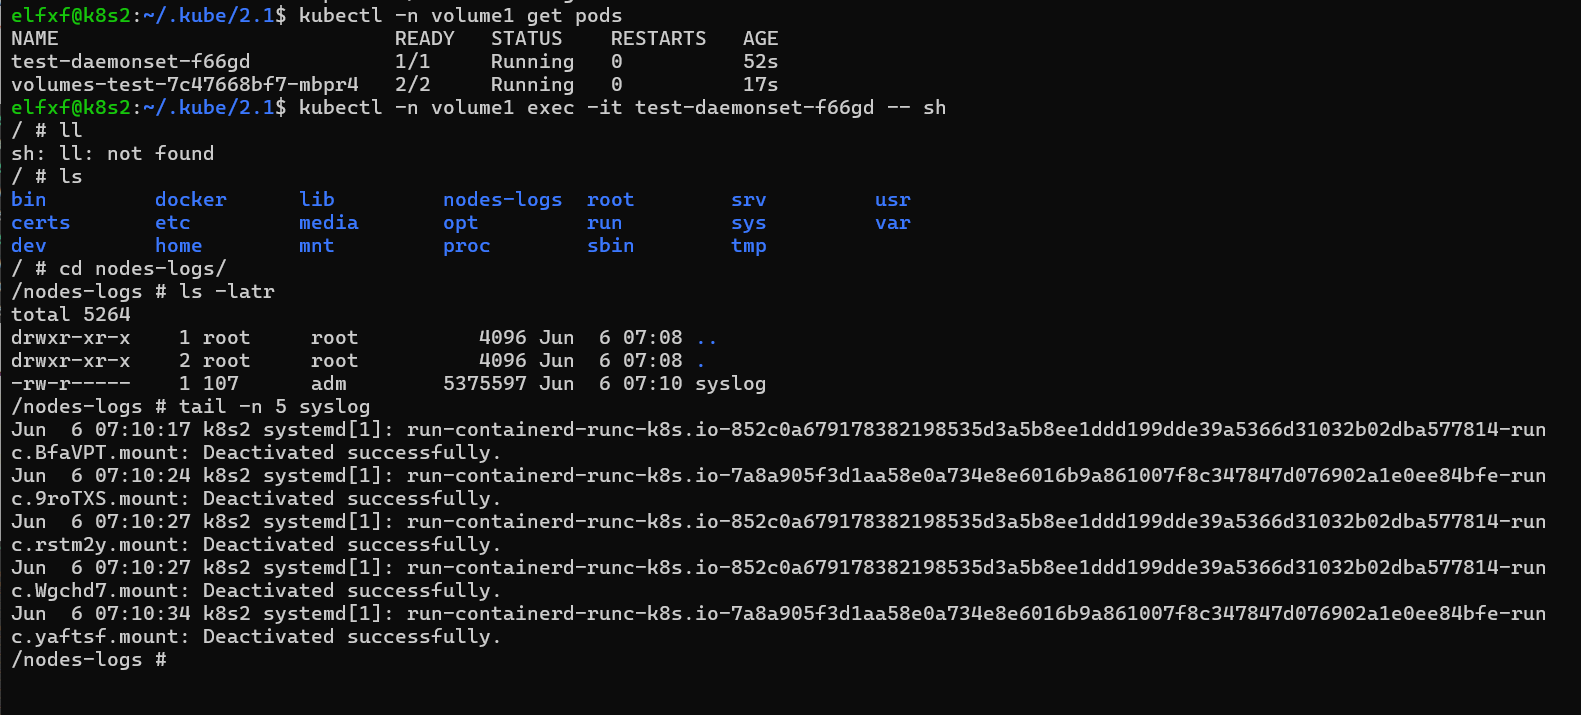 elfxf@k8s2:~/.kube/2.1$ kubectl -n volume1 get pods
NAME                            READY   STATUS    RESTARTS   AGE
test-daemonset-f66gd            1/1     Running   0          52s
volumes-test-7c47668bf7-mbpr4   2/2     Running   0          17s
elfxf@k8s2:~/.kube/2.1$ kubectl -n volume1 exec -it test-daemonset-f66gd -- sh
/ # ll
sh: ll: not found
/ # ls
bin         docker      lib         nodes-logs  root        srv         usr
certs       etc         media       opt         run         sys         var
dev         home        mnt         proc        sbin        tmp
/ # cd nodes-logs/
/nodes-logs # ls -latr
total 5264
drwxr-xr-x    1 root     root          4096 Jun  6 07:08 ..
drwxr-xr-x    2 root     root          4096 Jun  6 07:08 .
-rw-r-----    1 107      adm        5375597 Jun  6 07:10 syslog
/nodes-logs # tail -n 5 syslog
Jun  6 07:10:17 k8s2 systemd[1]: run-containerd-runc-k8s.io-852c0a679178382198535d3a5b8ee1ddd199dde39a5366d31032b02dba577814-run
c.BfaVPT.mount: Deactivated successfully.
Jun  6 07:10:24 k8s2 systemd[1]: run-containerd-runc-k8s.io-7a8a905f3d1aa58e0a734e8e6016b9a861007f8c347847d076902a1e0ee84bfe-run
c.9roTXS.mount: Deactivated successfully.
Jun  6 07:10:27 k8s2 systemd[1]: run-containerd-runc-k8s.io-852c0a679178382198535d3a5b8ee1ddd199dde39a5366d31032b02dba577814-run
c.rstm2y.mount: Deactivated successfully.
Jun  6 07:10:27 k8s2 systemd[1]: run-containerd-runc-k8s.io-852c0a679178382198535d3a5b8ee1ddd199dde39a5366d31032b02dba577814-run
c.Wgchd7.mount: Deactivated successfully.
Jun  6 07:10:34 k8s2 systemd[1]: run-containerd-runc-k8s.io-7a8a905f3d1aa58e0a734e8e6016b9a861007f8c347847d076902a1e0ee84bfe-run
c.yaftsf.mount: Deactivated successfully.
/nodes-logs #